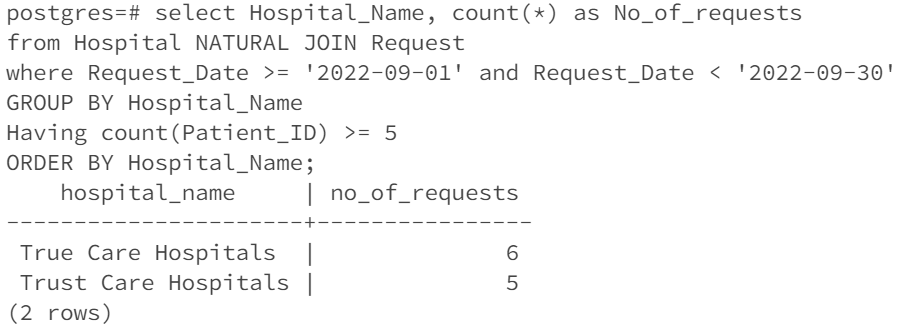 postgres=# select Hospital_Name, count(*) as No_of_requests
from Hospital NATURAL JOIN Request
where Request_Date >= '2022-09-01' and Request_Date < '2022-09-30'
GROUP BY Hospital_Name
Having count(Patient_ID) >= 5
ORDER BY Hospital_Name;
    hospital_name     | no_of_requests
----------------------+----------------
 True Care Hospitals  |              6
 Trust Care Hospitals |              5
(2 rows)